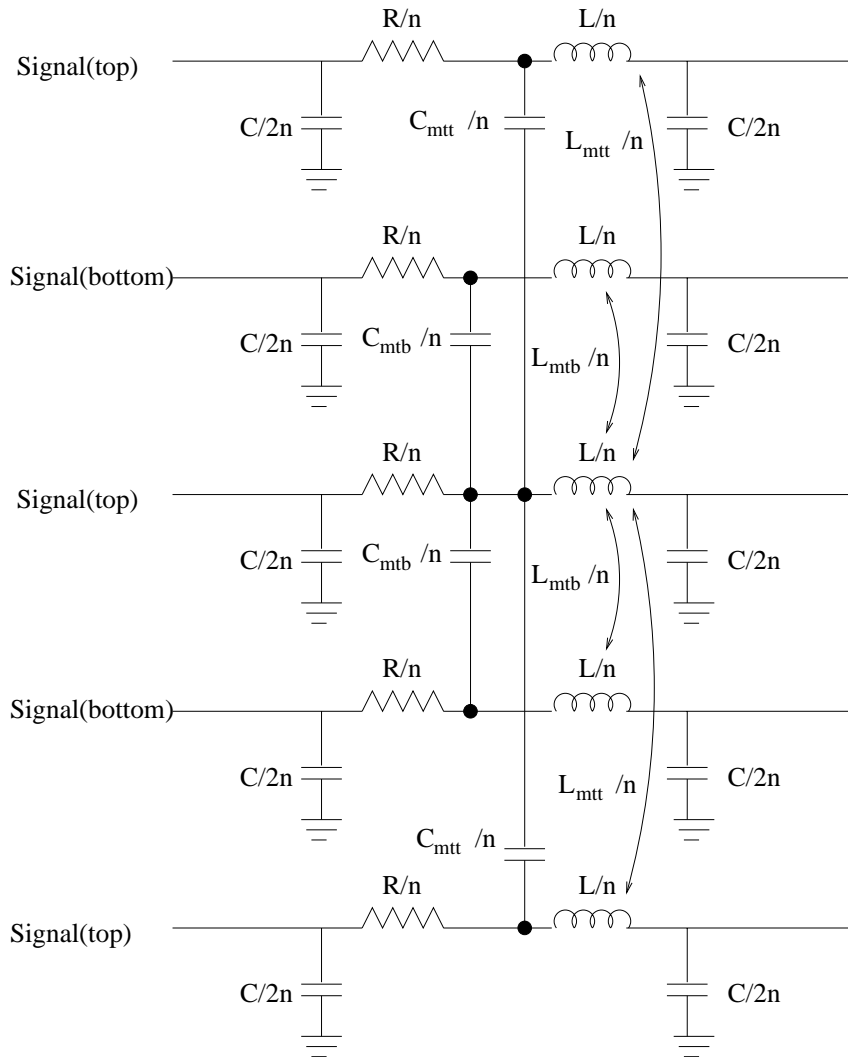 R/n L/n
Signal(top)
C/2n C_mtt /n L_mtt /n C/2n
R/n L/n
Signal(bottom)
C/2n C_mtb /n L_mtb /n C/2n
R/n L/n
Signal(top)
C/2n C_mtb /n L_mtb /n C/2n
R/n L/n
Signal(bottom)
C/2n L_mtt /n C/2n
C_mtt /n
R/n L/n
Signal(top)
C/2n C/2n